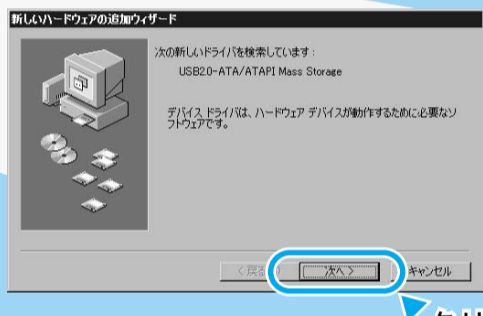 新しいハードウェアの追加ウィザード
次の新しいドライバを検索しています:
USB2.0-ATA/ATAPI Mass Storage
デバイス ドライバは、ハードウェア デバイスが動作するために必要なソ
フトウェアです。
< 戻る 次へ > キャンセル